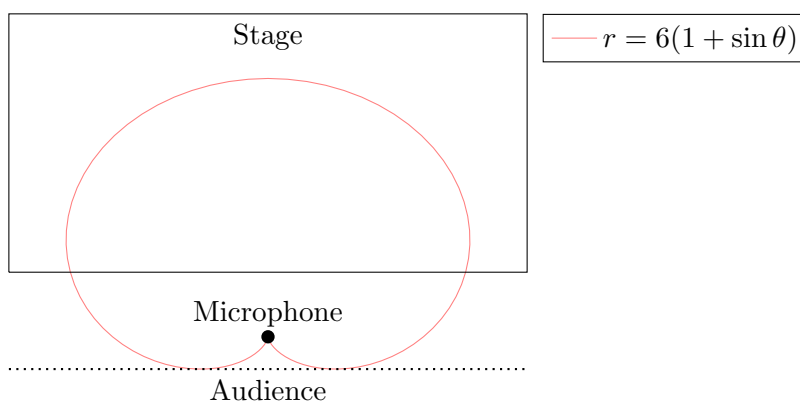 Stage
r = 6(1 + sin θ)
Microphone
Audience